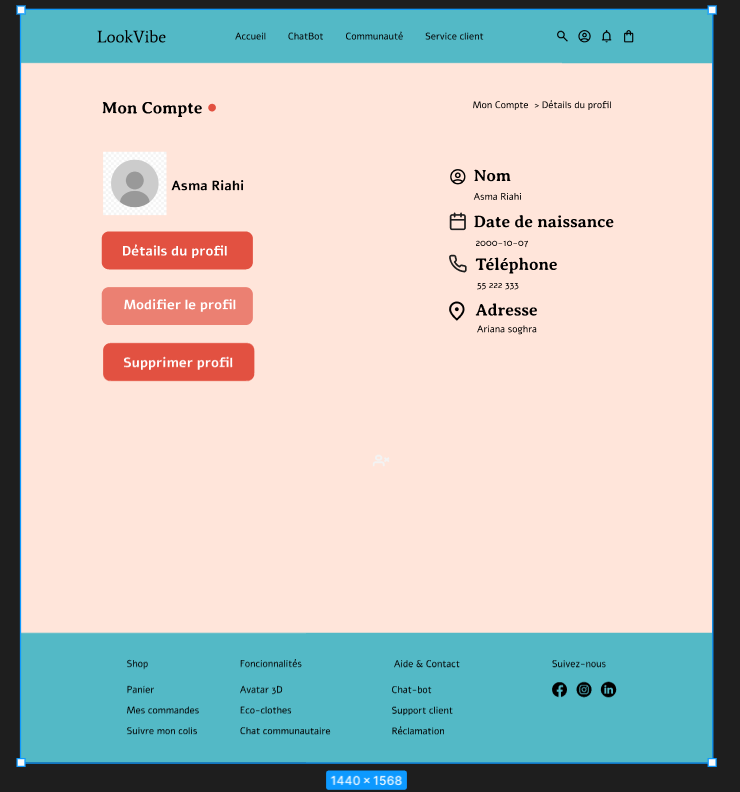 LookVibe
Accueil ChatBot Communauté Service client
Mon Compte
Mon Compte > Détails du profil
Asma Riahi
Détails du profil
Modifier le profil
Supprimer profil
Nom
Asma Riahi
Date de naissance
2000-10-07
Téléphone
55 222 333
Adresse
Ariana soghra
Shop
Panier
Mes commandes
Suivre mon colis
Foncionnalités
Avatar 3D
Eco-clothes
Chat communautaire
Aide & Contact
Chat-bot
Support client
Réclamation
Suivez-nous
1440 × 1568